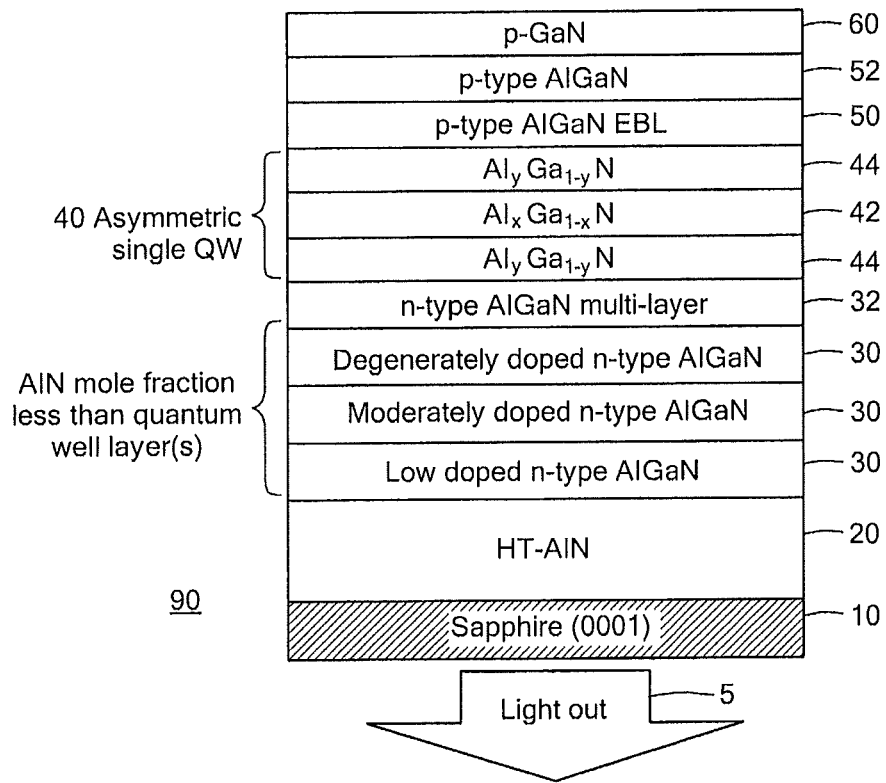 p-GaN 60
p-type AlGaN 52
p-type AlGaN EBL 50
AlyGa1-yN 44
40 Asymmetric
single QW
AlxGa1-xN 42
AlyGa1-yN 44
n-type AlGaN multi-layer 32
AlN mole fraction
less than quantum
well layer(s)
Degenerately doped n-type AlGaN 30
Moderately doped n-type AlGaN 30
Low doped n-type AlGaN 30
HT-AlN 20
90
Sapphire (0001) 10
Light out 5